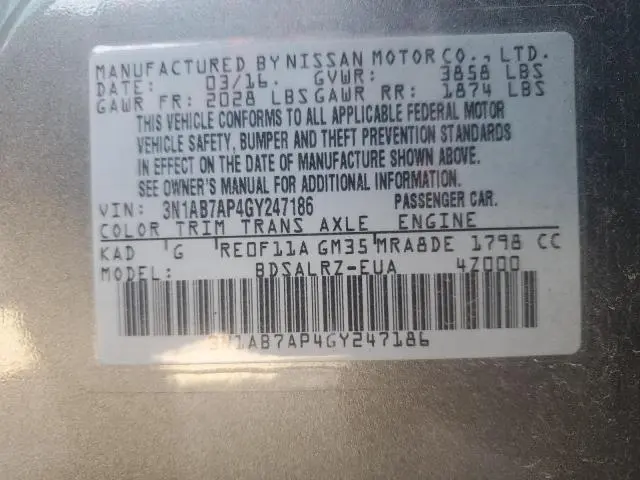 MANUFACTURED BY NISSAN MOTOR CO., LTD.
DATE: 03/16. GVWR: 3858 LBS
GAWR FR: 2028 LBS GAWR RR: 1874 LBS
THIS VEHICLE CONFORMS TO ALL APPLICABLE FEDERAL MOTOR
VEHICLE SAFETY, BUMPER AND THEFT PREVENTION STANDARDS
IN EFFECT ON THE DATE OF MANUFACTURE SHOWN ABOVE.
SEE OWNER'S MANUAL FOR ADDITIONAL INFORMATION.
VIN: 3N1AB7AP4GY247186 PASSENGER CAR.
COLOR TRIM TRANS AXLE ENGINE
KAD G RE0F11A GM35 MRA8DE 1798 CC
MODEL: BDSALRZ-EUA 4Z000
3N1AB7AP4GY247186